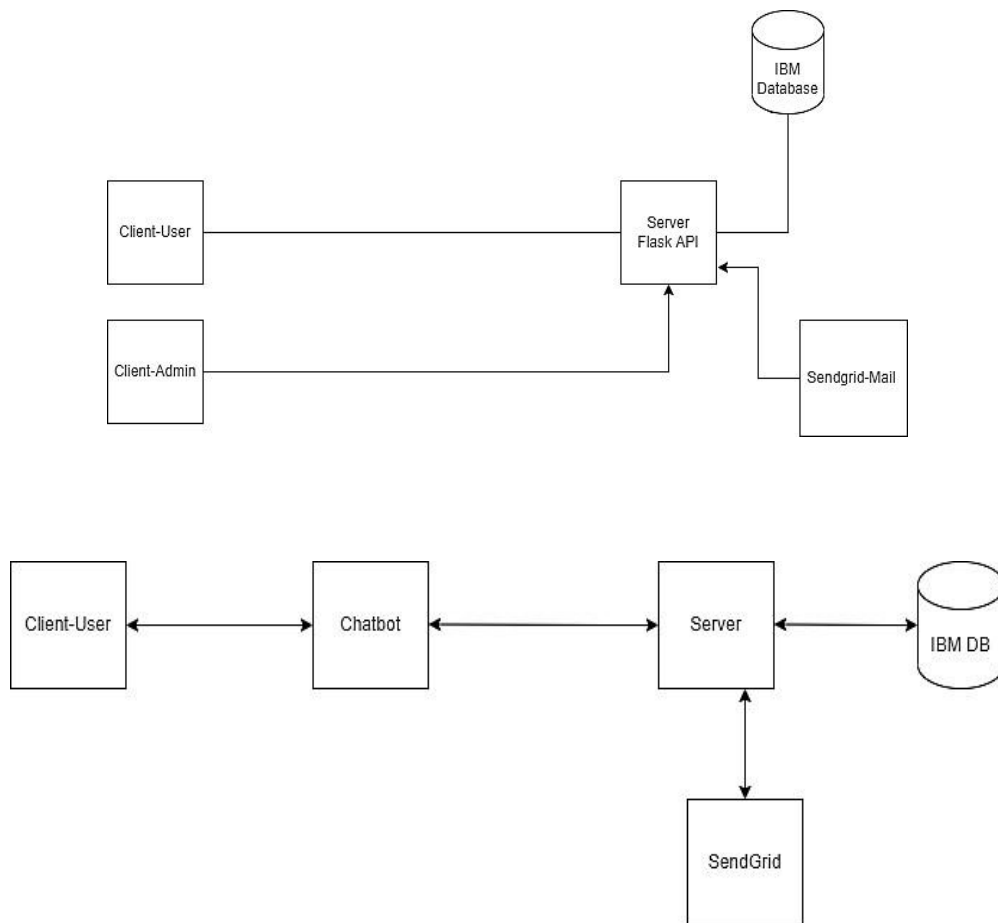 IBM
Database
Client-User
Server
Flask API
Client-Admin
Sendgrid-Mail
Client-User
Chatbot
Server
IBM DB
SendGrid